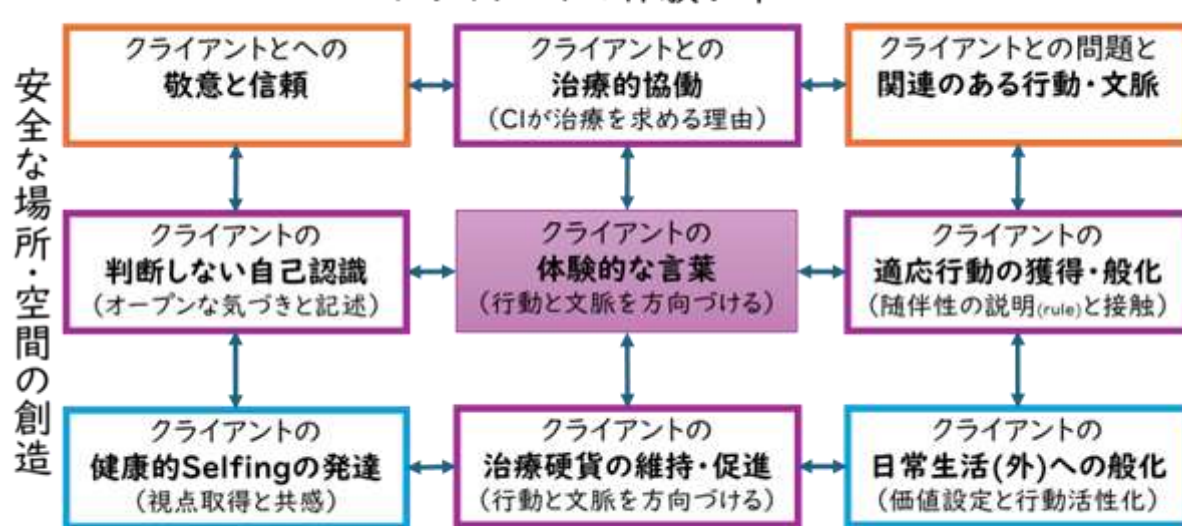 安全な場所・空間の創造
クライアントとへの
敬意と信頼
クライアントとの
治療的協働
(CIが治療を求める理由)
クライアントとの問題と
関連のある行動・文脈
クライアントの
判断しない自己認識
(オープンな気づきと記述)
クライアントの
体験的な言葉
(行動と文脈を方向づける)
クライアントの
適応行動の獲得・般化
(随伴性の説明(rule)と接触)
クライアントの
健康的Selfingの発達
(視点取得と共感)
クライアントの
治療硬貨の維持・促進
(行動と文脈を方向づける)
クライアントの
日常生活(外)への般化
(価値設定と行動活性化)